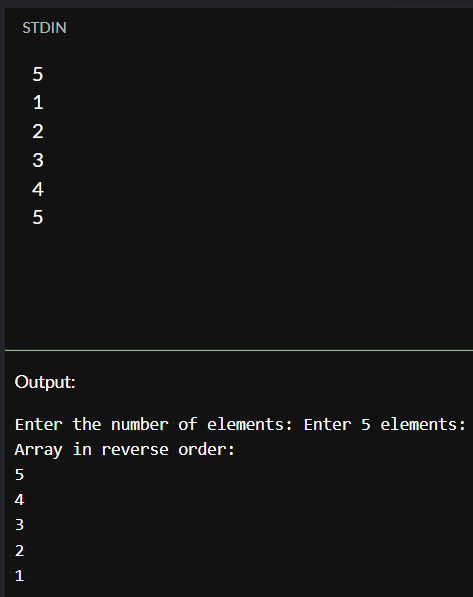 STDIN
5
1
2
3
4
5
Output:
Enter the number of elements: Enter 5 elements:
Array in reverse order:
5
4
3
2
1